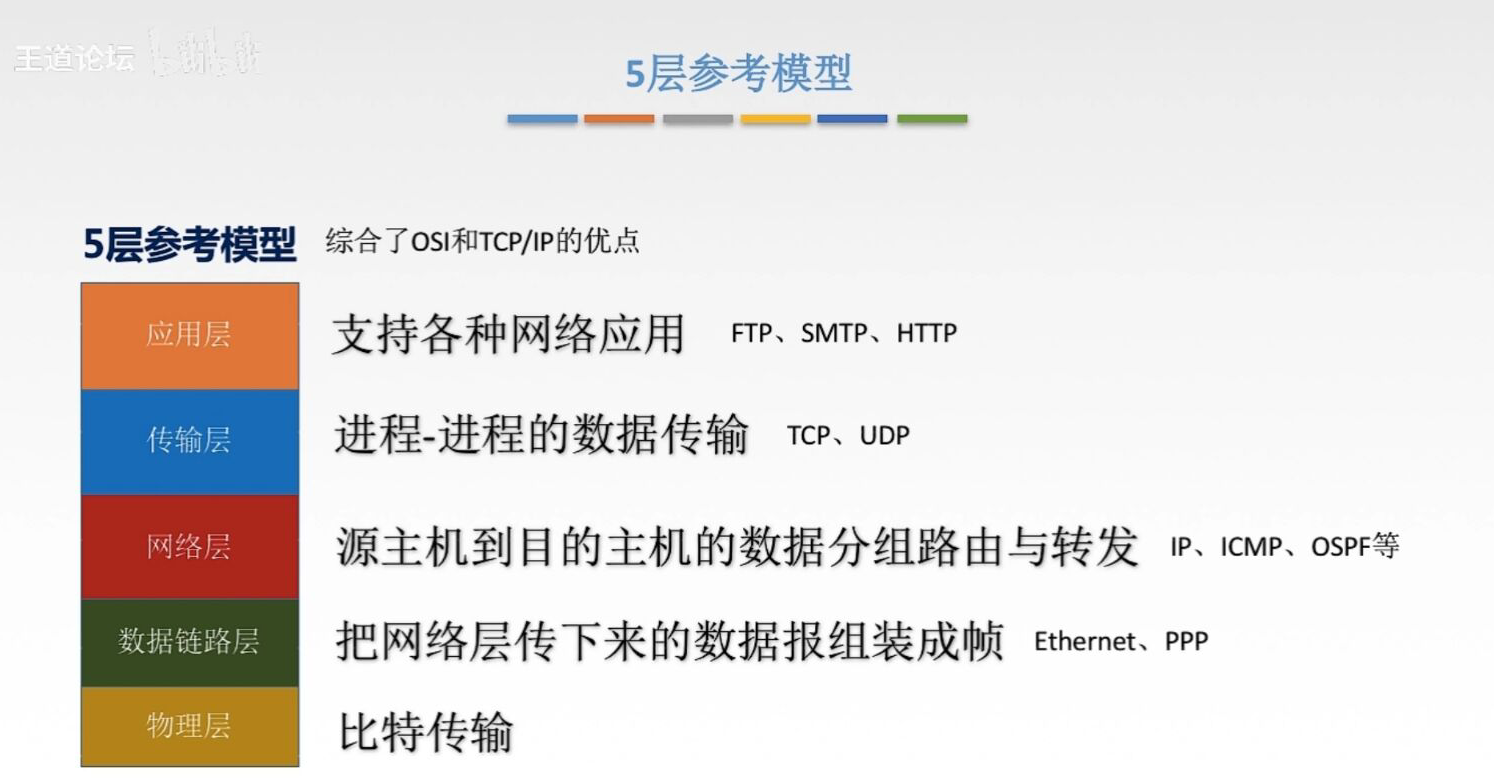 王道论坛
5层参考模型
5层参考模型 综合了OSI和TCP/IP的优点
应用层 支持各种网络应用 FTP、SMTP、HTTP
传输层 进程-进程的数据传输 TCP、UDP
网络层 源主机到目的主机的数据分组路由与转发 IP、ICMP、OSPF等
数据链路层 把网络层传下来的数据报组装成帧 Ethernet、PPP
物理层 比特传输